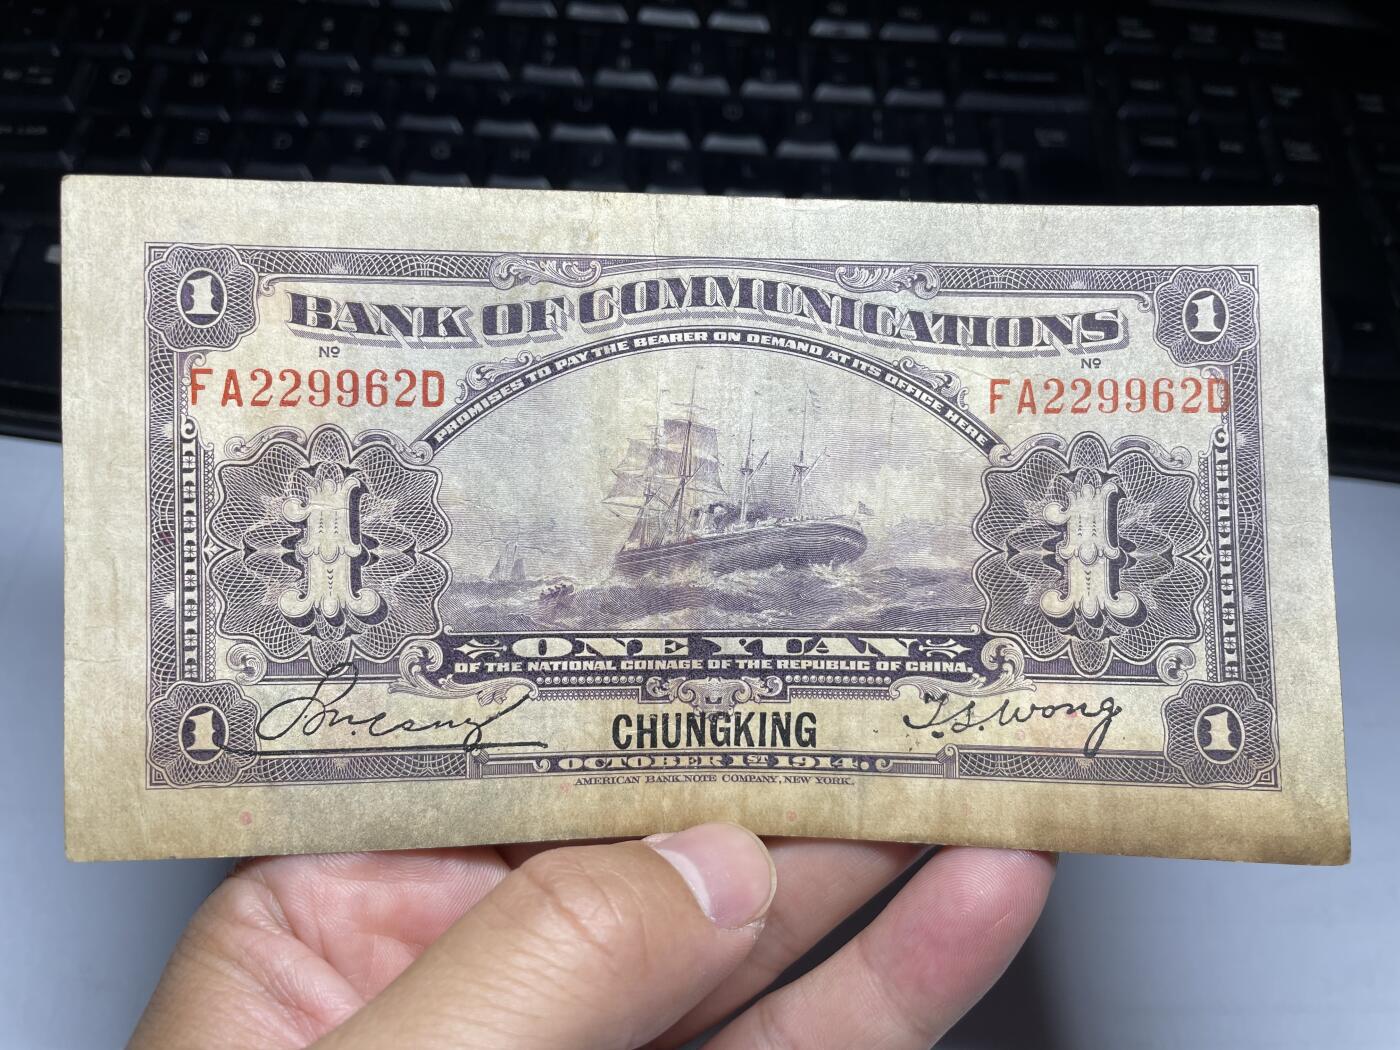 1
1
BANK OF COMMUNICATIONS
Nº
Nº
PROMISES TO PAY THE BEARER ON DEMAND AT ITS OFFICE HERE
FA229962D
FA229962D
1
1
ONE YUAN
OF THE NATIONAL COINAGE OF THE REPUBLIC OF CHINA.
T. S. Wong
1
CHUNGKING
1
OCTOBER 1ST 1914.
AMERICAN BANK NOTE COMPANY, NEW YORK.